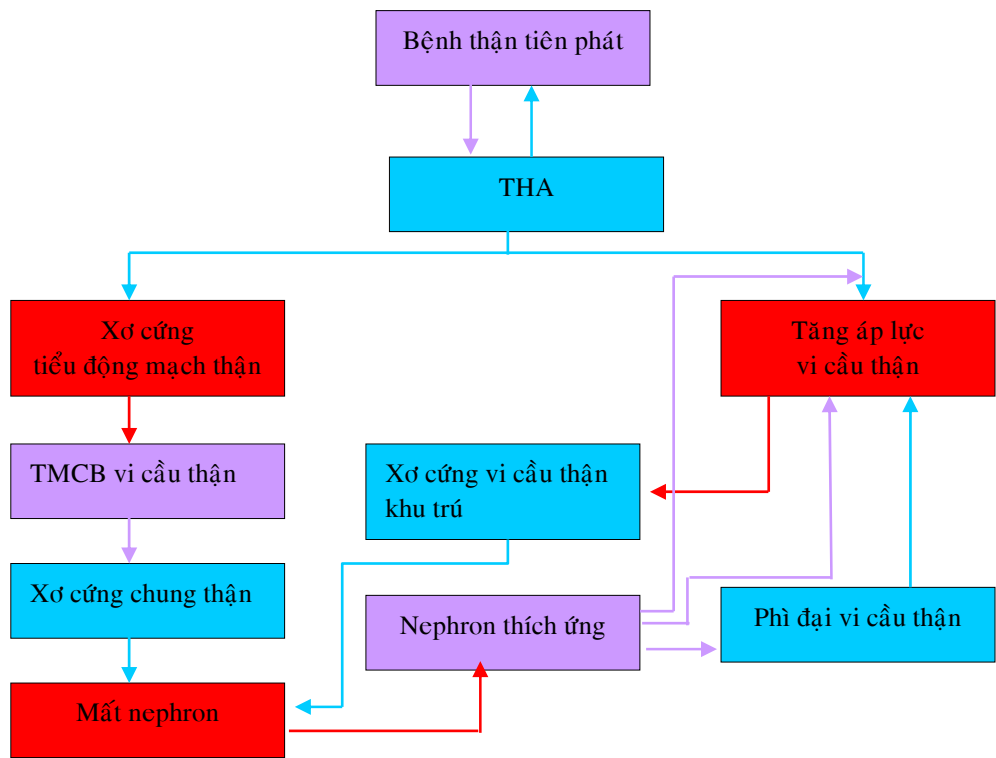 Bệnh thận tiên phát
THA
Xơ cứng
tiểu động mạch thận
Tăng áp lực
vi cầu thận
TMCB vi cầu thận
Xơ cứng vi cầu thận
khu trú
Xơ cứng chung thận
Nephron thích ứng
Phì đại vi cầu thận
Mất nephron